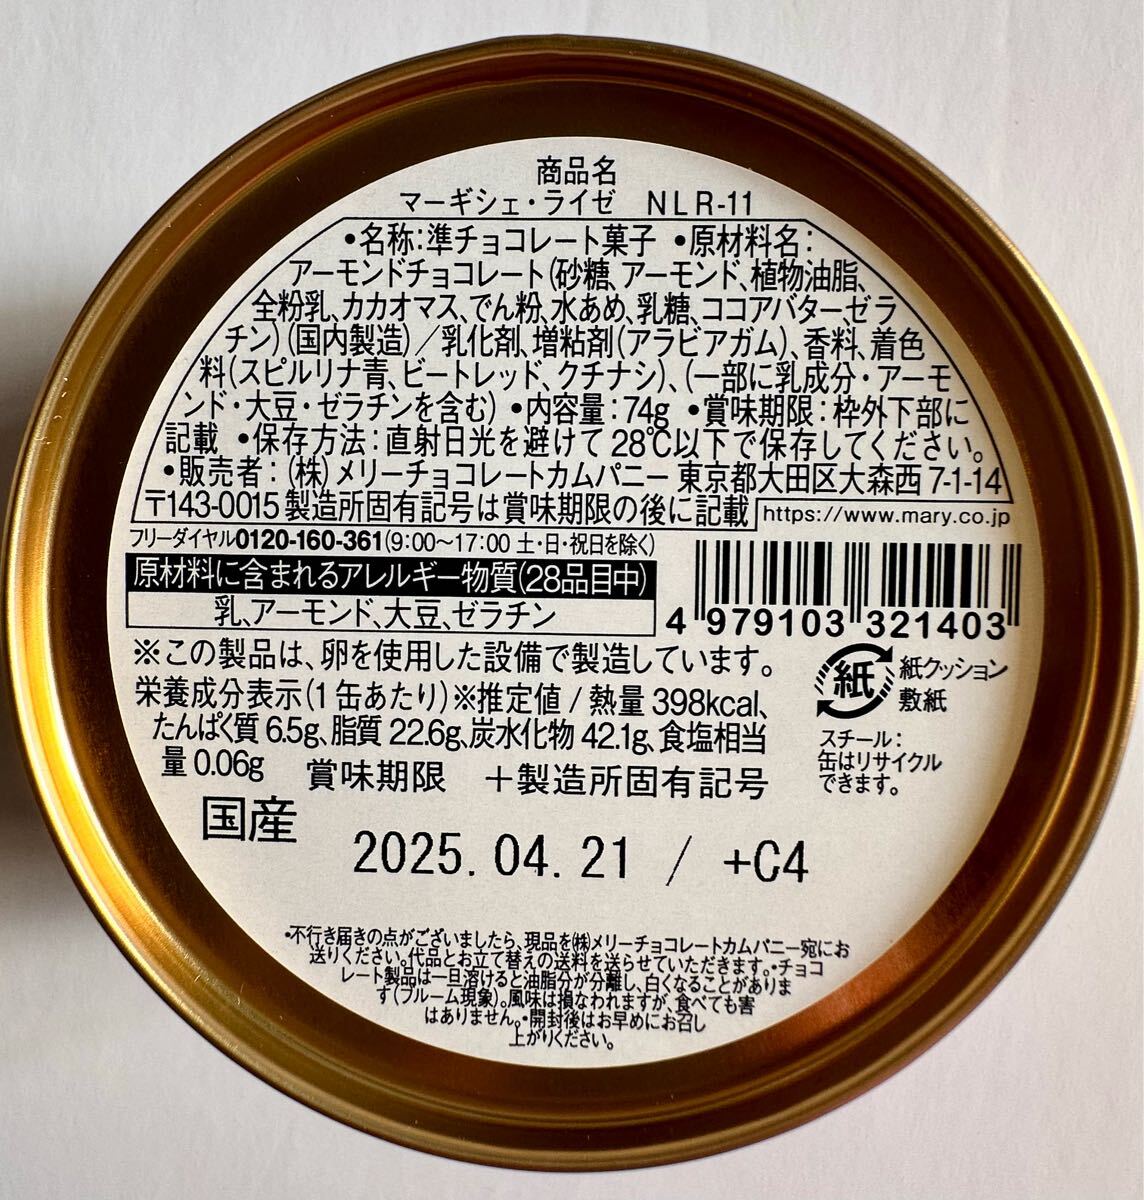 商品名
マーギシェ・ライゼ NLR-11
•名称:準チョコレート菓子 •原材料名:
アーモンドチョコレート(砂糖、アーモンド、植物油脂、
全粉乳、カカオマス、でん粉、水あめ、乳糖、ココアバターゼラ
チン)(国内製造)/乳化剤、増粘剤(アラビアガム)、香料、着色
料(スピルリナ青、ビートレッド、クチナシ)、(一部に乳成分・アーモ
ンド・大豆・ゼラチンを含む) •内容量:74g •賞味期限:枠外下部に
記載 •保存方法:直射日光を避けて28℃以下で保存してください。
•販売者:(株)メリーチョコレートカムパニー 東京都大田区大森西7-1-14
〒143-0015 製造所固有記号は賞味期限の後に記載
https://www.mary.co.jp
フリーダイヤル0120-160-361(9:00〜17:00 土・日・祝日を除く)
原材料に含まれるアレルギー物質(28品目中)
乳、アーモンド、大豆、ゼラチン
4 979103 321403
※この製品は、卵を使用した設備で製造しています。
栄養成分表示(1缶あたり)※推定値/熱量398kcal、
たんぱく質6.5g、脂質22.6g、炭水化物42.1g、食塩相当
量0.06g
紙
紙クッション
敷紙
スチール:
缶はリサイクル
できます。
賞味期限 +製造所固有記号
国産
2025.04.21 / +C4
•不行き届きの点がございましたら、現品を㈱メリーチョコレートカムパニー宛にお
送りください。代品とお立て替えの送料を送らせていただきます。•チョコ
レート製品は一旦溶けると油脂分が分離し、白くなることがありま
す(ブルーム現象)。風味は損なわれますが、食べても害
はありません。•開封後はお早めにお召し
上がりください。